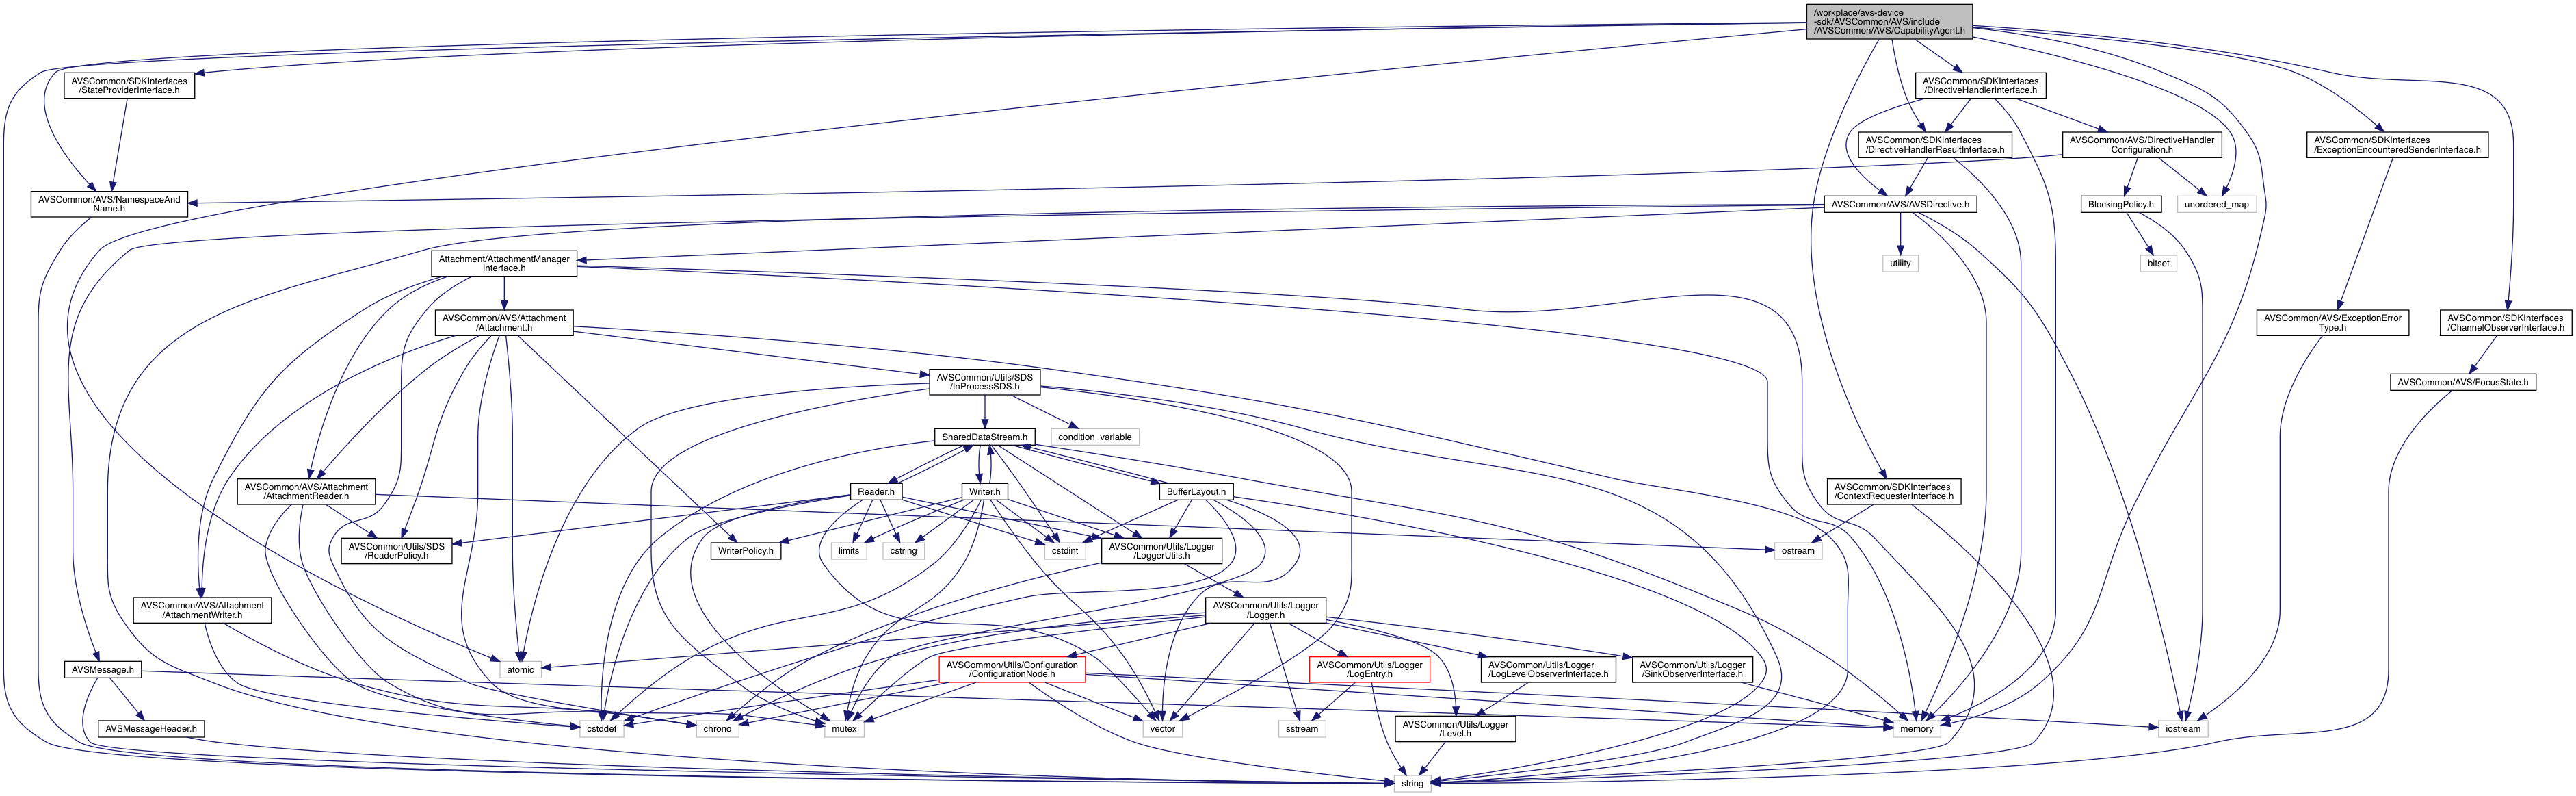 /workplace/avs-device
-sdk/AVSCommon/AVS/include
/AVSCommon/AVS/CapabilityAgent.h
AVSCommon/SDKInterfaces
/StateProviderInterface.h
AVSCommon/SDKInterfaces
/DirectiveHandlerInterface.h
AVSCommon/SDKInterfaces
/DirectiveHandlerResultInterface.h
AVSCommon/AVS/DirectiveHandler
Configuration.h
AVSCommon/SDKInterfaces
/ExceptionEncounteredSenderInterface.h
AVSCommon/AVS/NamespaceAnd
Name.h
AVSCommon/AVS/AVSDirective.h
BlockingPolicy.h
unordered_map
Attachment/AttachmentManager
Interface.h
utility
bitset
AVSCommon/AVS/Attachment
/Attachment.h
AVSCommon/AVS/ExceptionError
Type.h
AVSCommon/SDKInterfaces
/ChannelObserverInterface.h
AVSCommon/Utils/SDS
/InProcessSDS.h
AVSCommon/AVS/FocusState.h
SharedDataStream.h
condition_variable
AVSCommon/AVS/Attachment
/AttachmentReader.h
Reader.h
Writer.h
BufferLayout.h
AVSCommon/SDKInterfaces
/ContextRequesterInterface.h
AVSCommon/Utils/SDS
/ReaderPolicy.h
WriterPolicy.h
limits
cstring
cstdint
AVSCommon/Utils/Logger
/LoggerUtils.h
ostream
AVSCommon/AVS/Attachment
/AttachmentWriter.h
AVSCommon/Utils/Logger
/Logger.h
AVSMessage.h
atomic
AVSCommon/Utils/Configuration
/ConfigurationNode.h
AVSCommon/Utils/Logger
/LogEntry.h
AVSCommon/Utils/Logger
/LogLevelObserverInterface.h
AVSCommon/Utils/Logger
/SinkObserverInterface.h
AVSMessageHeader.h
cstddef
chrono
mutex
vector
sstream
AVSCommon/Utils/Logger
/Level.h
memory
iostream
string